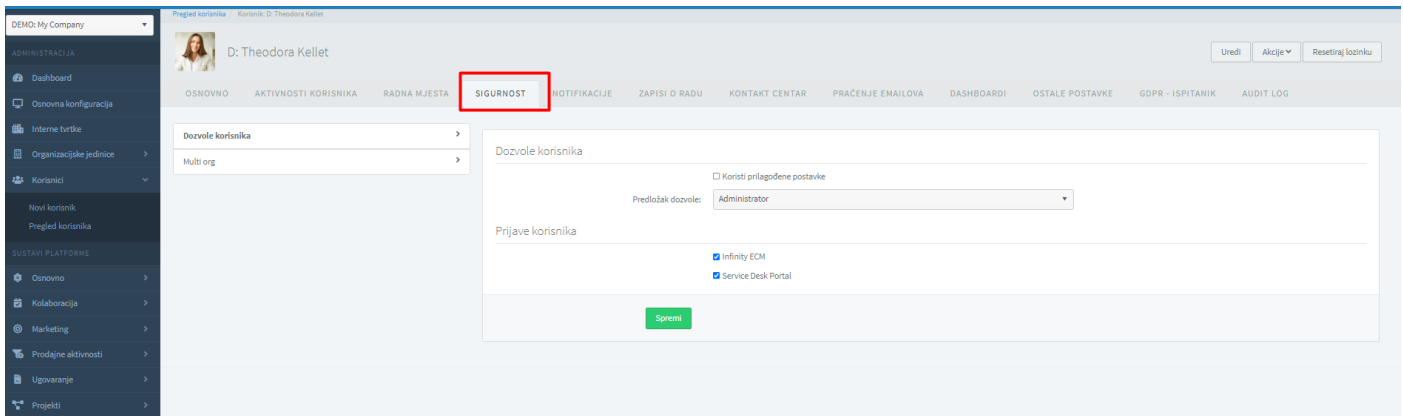 DEMO: My Company
ADMINISTRACIJA
Dashboard
Osnovna konfiguracija
Interne tvrtke
Organizacijske jedinice
Korisnici
Novi korisnik
Pregled korisnika
SUSTAVI PLATFORME
Osnovno
Kolaboracija
Marketing
Prodajne aktivnosti
Ugovaranje
Projekti
Pregled korisnika / Korisnik: D: Theodora Kellet
D: Theodora Kellet
Uredi Akcije Resetiraj lozinku
OSNOVNO AKTIVNOSTI KORISNIKA RADNA MJESTA SIGURNOST NOTIFIKACIJE ZAPISI O RADU KONTAKT CENTAR PRAĆENJE EMAILOVA DASHBOARDI OSTALE POSTAVKE GDPR - ISPITANIK AUDIT LOG
Dozvole korisnika
Multi org
Dozvole korisnika
Koristi prilagođene postavke
Predložak dozvole: Administrator
Prijave korisnika
Infinity ECM
Service Desk Portal
Spremi